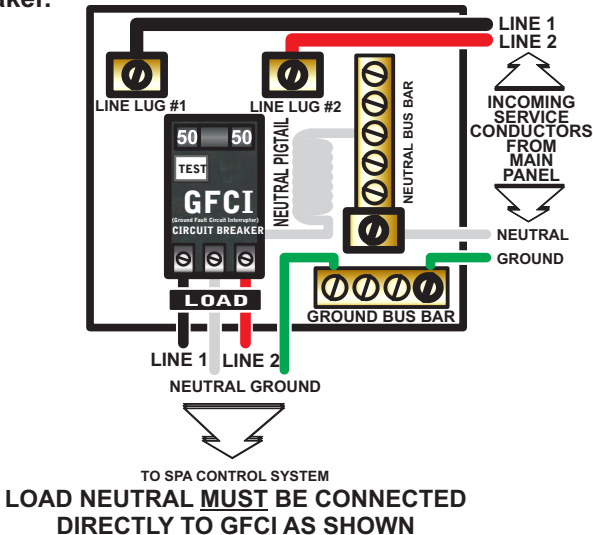 aker.
LINE 1
LINE 2
LINE LUG #1
LINE LUG #2
INCOMING
SERVICE
CONDUCTORS
FROM
MAIN
PANEL
NEUTRAL BUS BAR
NEUTRAL PIGTAIL
50 50
TEST
GFCI
(Ground Fault Circuit Interrupter)
CIRCUIT BREAKER
NEUTRAL
GROUND
LOAD
GROUND BUS BAR
LINE 1 LINE 2
NEUTRAL GROUND
TO SPA CONTROL SYSTEM
LOAD NEUTRAL MUST BE CONNECTED
DIRECTLY TO GFCI AS SHOWN